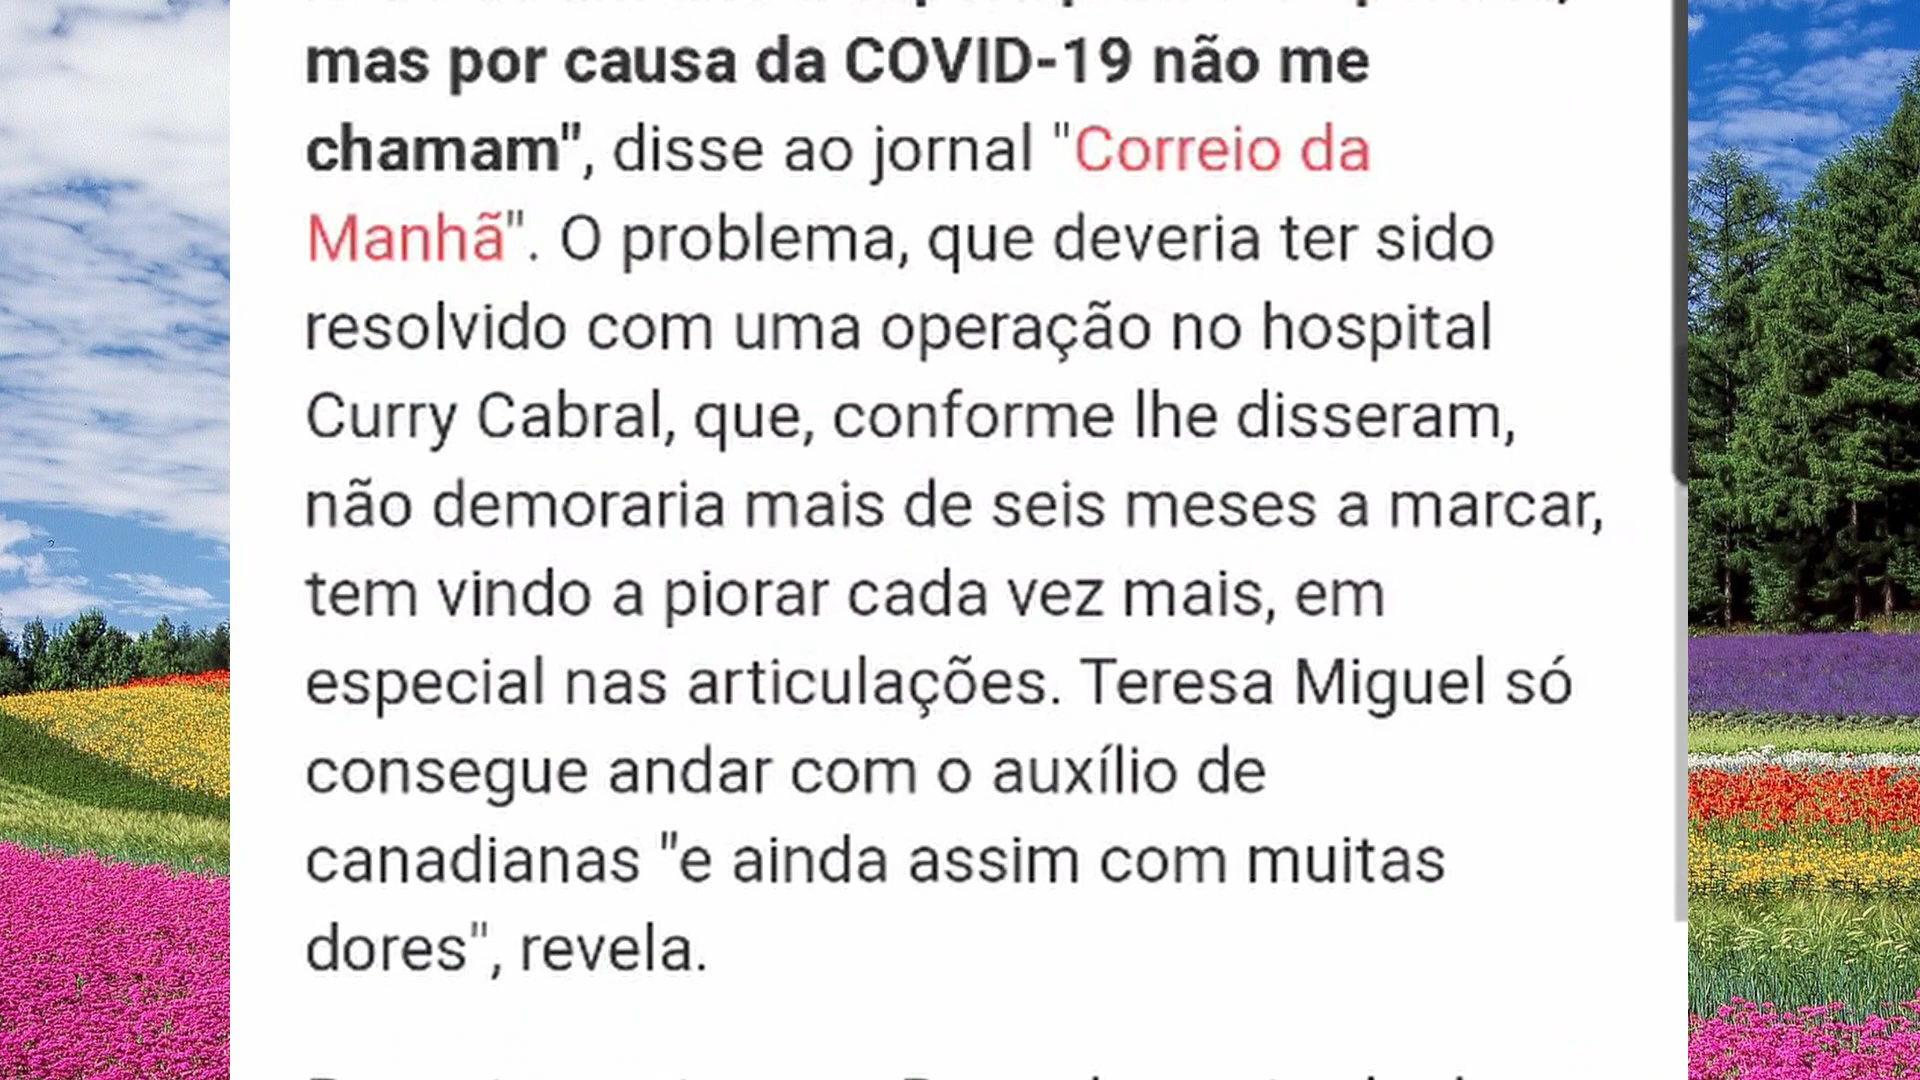 mas por causa da COVID-19 não me
chamam", disse ao jornal "Correio da
Manhã". O problema, que deveria ter sido
resolvido com uma operação no hospital
Curry Cabral, que, conforme lhe disseram,
não demoraria mais de seis meses a marcar,
tem vindo a piorar cada vez mais, em
especial nas articulações. Teresa Miguel só
consegue andar com o auxílio de
canadianas "e ainda assim com muitas
dores", revela.